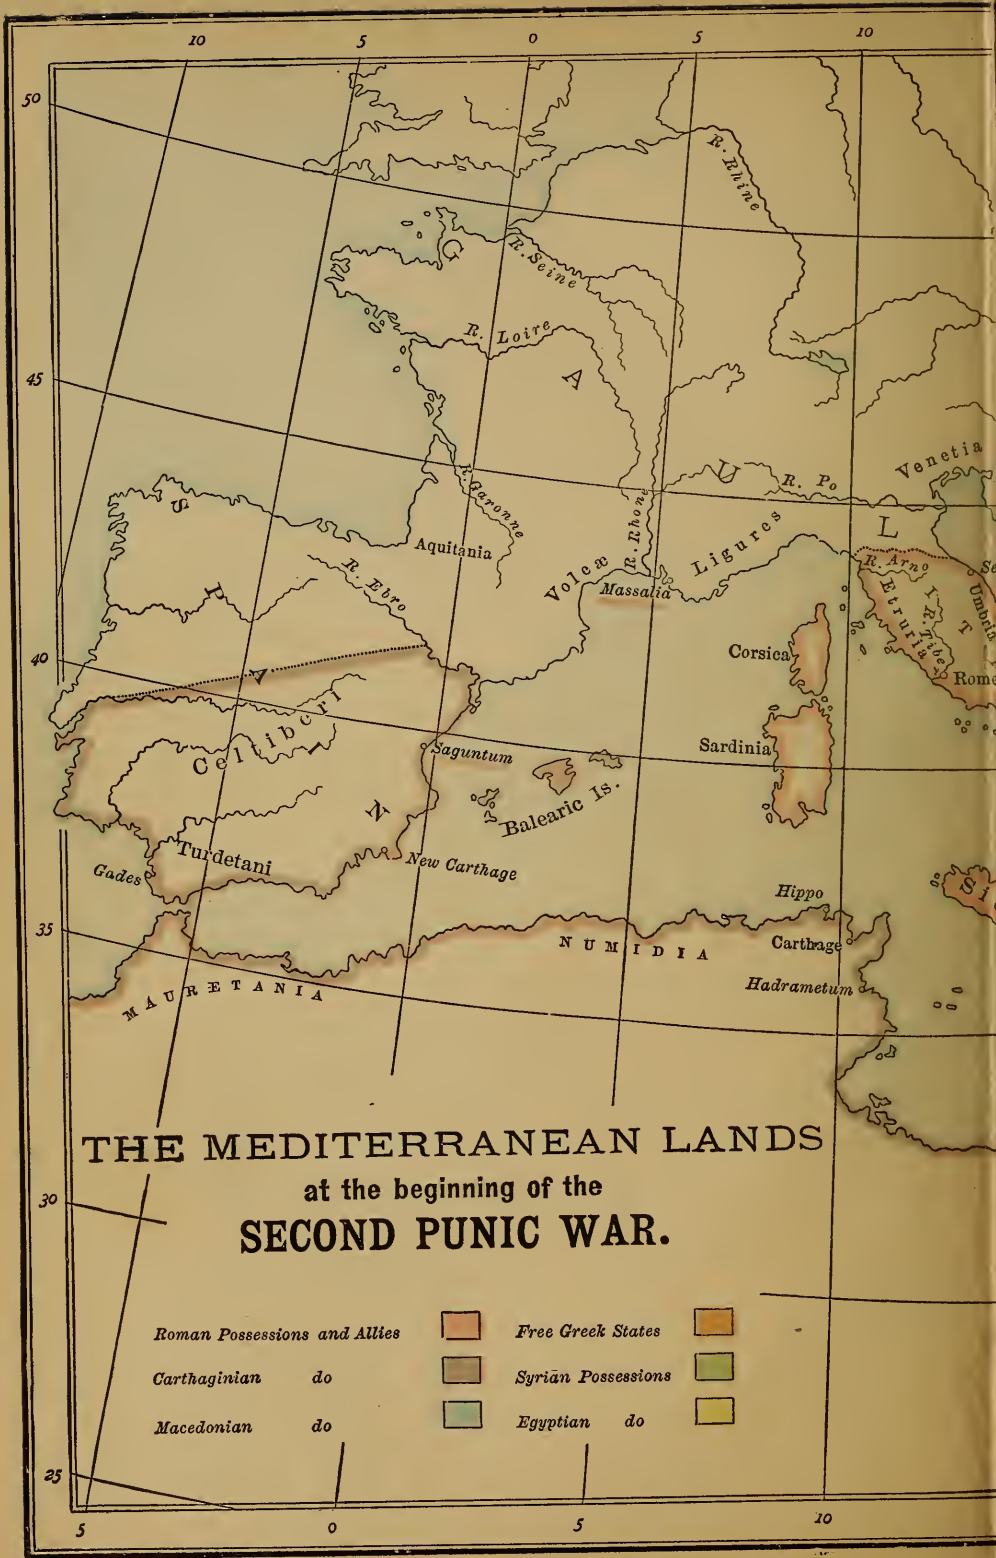 10 5 0 5 10
50
R. Rhine
G
R. Seine
R. Loire
45
A
U
R. Po
Venetia
S
R. Garonne
L
Aquitania
R. Rhone
Ligures
R. Arno
P
R. Ebro
Volcæ
Massalia
Etruria
I
Umbria
R. Tibe
T
40
A
Corsica
Rome
Celtiberi
I
Saguntum
Sardinia
N
Balearic Is.
Turdetani
Gades
New Carthage
Hippo
35
NUMIDIA
Carthage
MAURETANIA
Hadrametum
THE MEDITERRANEAN LANDS
at the beginning of the
SECOND PUNIC WAR.
30
Roman Possessions and Allies Free Greek States
Carthaginian do Syrian Possessions
Macedonian do Egyptian do
25
5 0 5 10